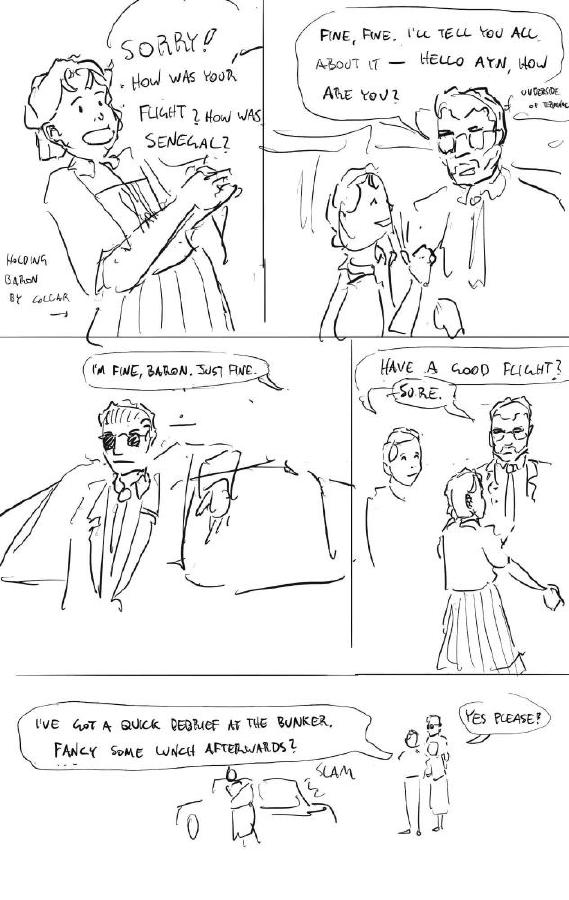 SORRY!
HOW WAS YOUR
FLIGHT? HOW WAS
SENEGAL?
HOLDING
BARON
BY COLLAR
FINE, FINE. I'LL TELL YOU ALL
ABOUT IT — HELLO AYN, HOW
ARE YOU?
UNDERSIDE
OF TERMINAL
I'M FINE, BARON. JUST FINE.
HAVE A GOOD FLIGHT?
SURE.
I'VE GOT A QUICK DEBRIEF AT THE BUNKER.
FANCY SOME LUNCH AFTERWARDS?
YES PLEASE!
SLAM